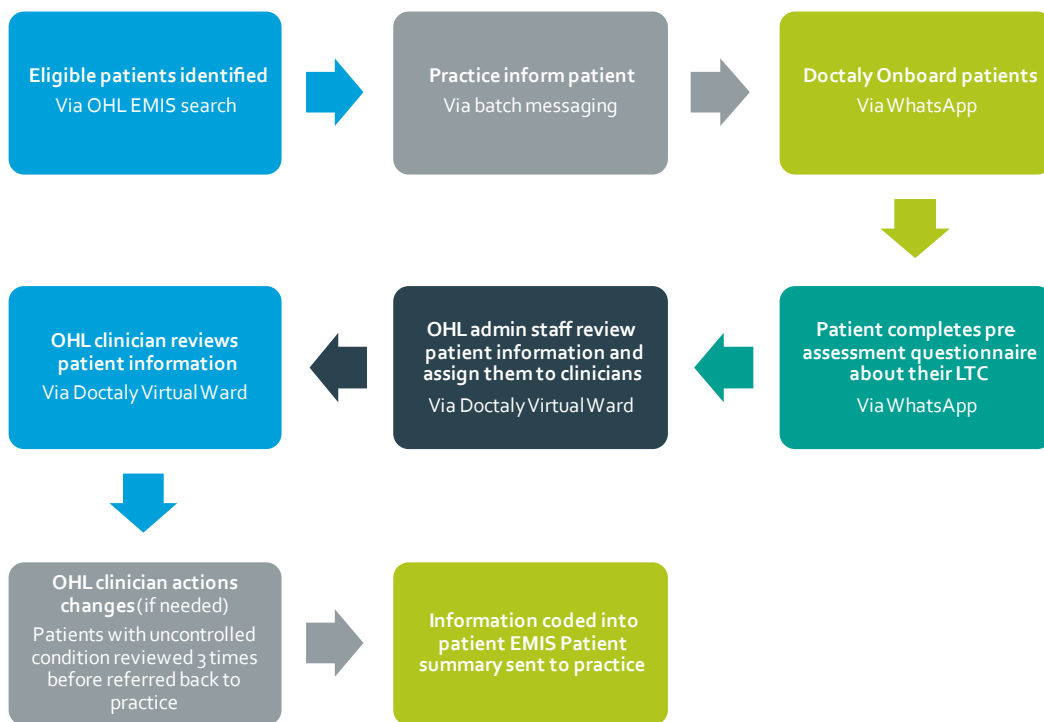 Eligible patients identified
Via OHL EMIS search
Practice inform patient
Via batch messaging
Doctaly Onboard patients
Via WhatsApp
Patient completes pre
assessment questionnaire
about their LTC
Via WhatsApp
OHL admin staff review
patient information and
assign them to clinicians
Via Doctaly Virtual Ward
OHL clinician reviews
patient information
Via Doctaly Virtual Ward
OHL clinician actions
changes (if needed)
Patients with uncontrolled
condition reviewed 3 times
before referred back to
practice
Information coded into
patient EMIS Patient
summary sent to practice